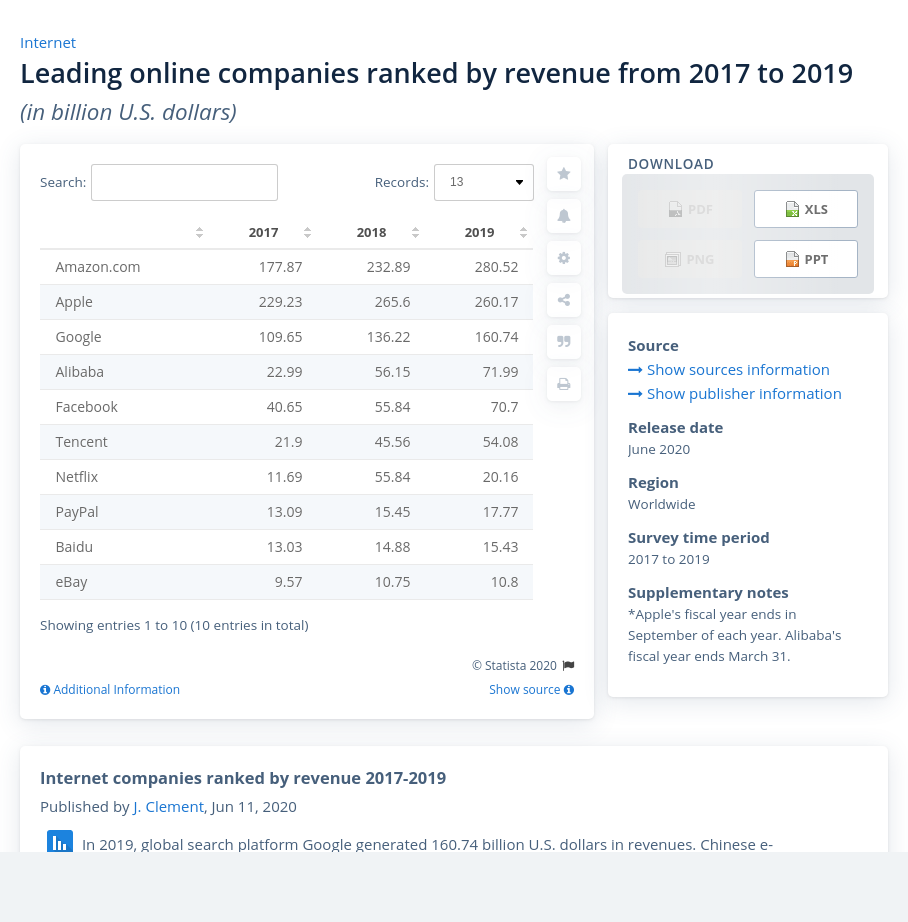 Internet
Leading online companies ranked by revenue from 2017 to 2019
(in billion U.S. dollars)
Search:
Records: 13
2017 2018 2019
Amazon.com 177.87 232.89 280.52
Apple 229.23 265.6 260.17
Google 109.65 136.22 160.74
Alibaba 22.99 56.15 71.99
Facebook 40.65 55.84 70.7
Tencent 21.9 45.56 54.08
Netflix 11.69 55.84 20.16
PayPal 13.09 15.45 17.77
Baidu 13.03 14.88 15.43
eBay 9.57 10.75 10.8
Showing entries 1 to 10 (10 entries in total)
© Statista 2020
Additional Information
Show source
DOWNLOAD
PDF XLS
PNG PPT
Source
Show sources information
Show publisher information
Release date
June 2020
Region
Worldwide
Survey time period
2017 to 2019
Supplementary notes
*Apple's fiscal year ends in
September of each year. Alibaba's
fiscal year ends March 31.
Internet companies ranked by revenue 2017-2019
Published by J. Clement, Jun 11, 2020
In 2019, global search platform Google generated 160.74 billion U.S. dollars in revenues. Chinese e-